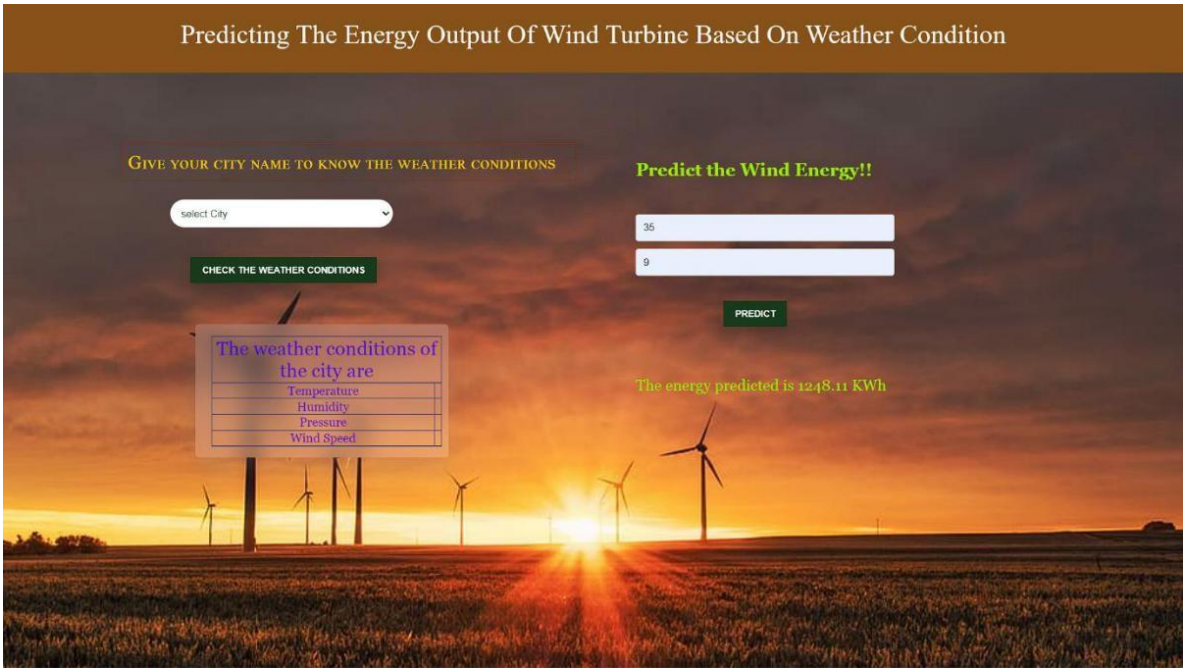 Predicting The Energy Output Of Wind Turbine Based On Weather Condition
Give your city name to know the weather conditions
select City
CHECK THE WEATHER CONDITIONS
The weather conditions of
the city are
Temperature
Humidity
Pressure
Wind Speed
Predict the Wind Energy!!
35
9
PREDICT
The energy predicted is 1248.11 KWh